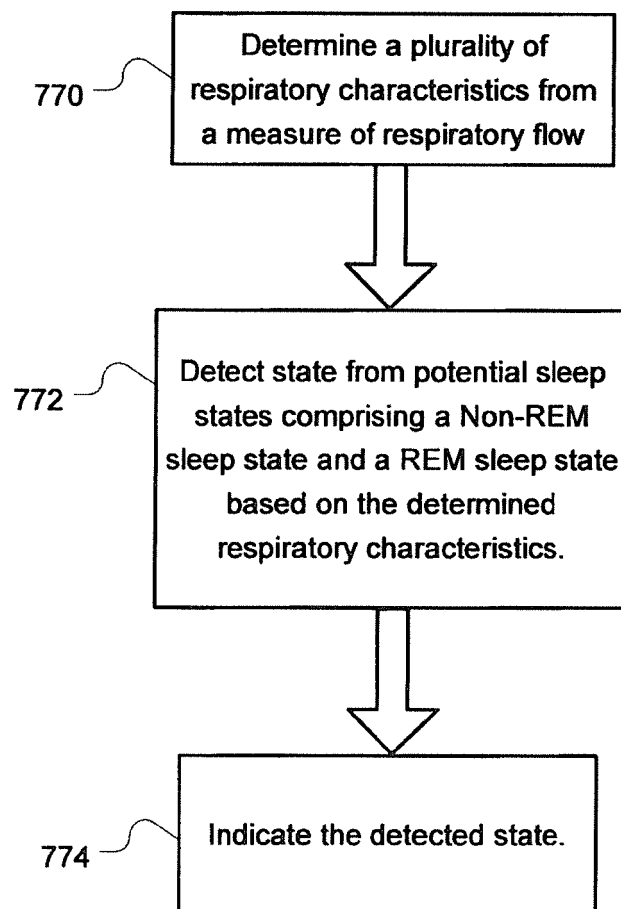 Determine a plurality of
770
respiratory characteristics from
a measure of respiratory flow
Detect state from potential sleep
772
states comprising a Non-REM
sleep state and a REM sleep state
based on the determined
respiratory characteristics.
Indicate the detected state.
774